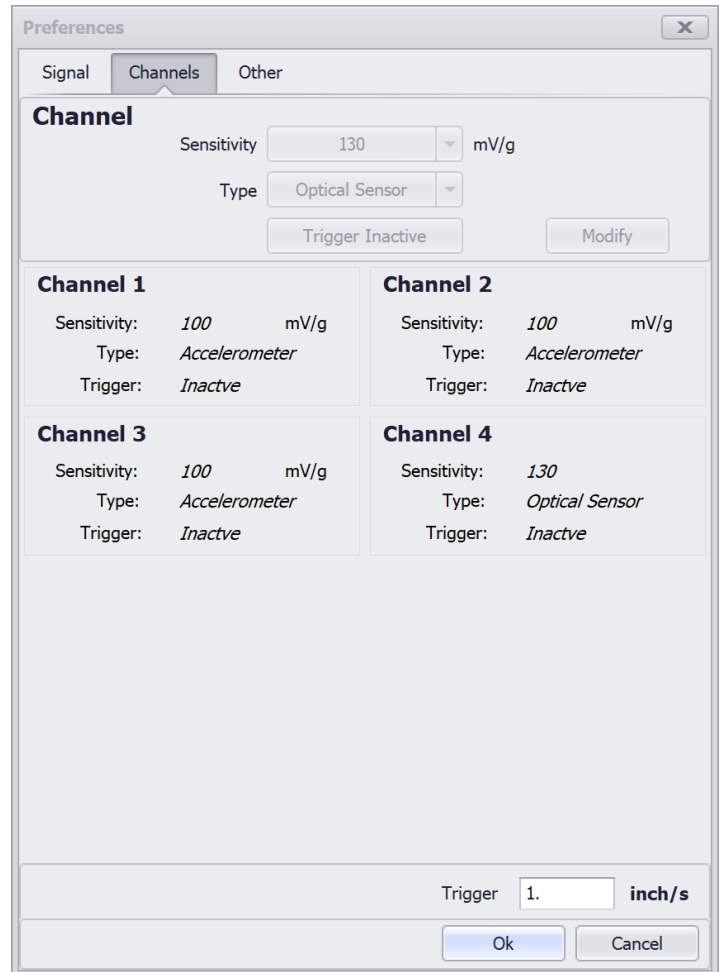 Preferences
Signal Channels Other
Channel
Sensitivity 130 mV/g
Type Optical Sensor
Trigger Inactive Modify
Channel 1
Sensitivity: 100 mV/g
Type: Accelerometer
Trigger: Inactve
Channel 2
Sensitivity: 100 mV/g
Type: Accelerometer
Trigger: Inactve
Channel 3
Sensitivity: 100 mV/g
Type: Accelerometer
Trigger: Inactve
Channel 4
Sensitivity: 130
Type: Optical Sensor
Trigger: Inactve
Trigger 1. inch/s
Ok Cancel